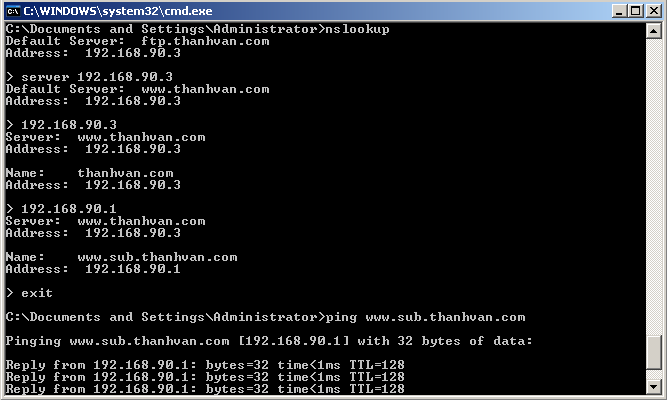 C:\WINDOWS\system32\cmd.exe
C:\Documents and Settings\Administrator>nslookup
Default Server:  ftp.thanhvan.com
Address:  192.168.90.3
> server 192.168.90.3
Default Server:  www.thanhvan.com
Address:  192.168.90.3
> 192.168.90.3
Server:  www.thanhvan.com
Address:  192.168.90.3
Name:    thanhvan.com
Address:  192.168.90.3
> 192.168.90.1
Server:  www.thanhvan.com
Address:  192.168.90.3
Name:    www.sub.thanhvan.com
Address:  192.168.90.1
> exit
C:\Documents and Settings\Administrator>ping www.sub.thanhvan.com
Pinging www.sub.thanhvan.com [192.168.90.1] with 32 bytes of data:
Reply from 192.168.90.1: bytes=32 time<1ms TTL=128
Reply from 192.168.90.1: bytes=32 time<1ms TTL=128
Reply from 192.168.90.1: bytes=32 time<1ms TTL=128